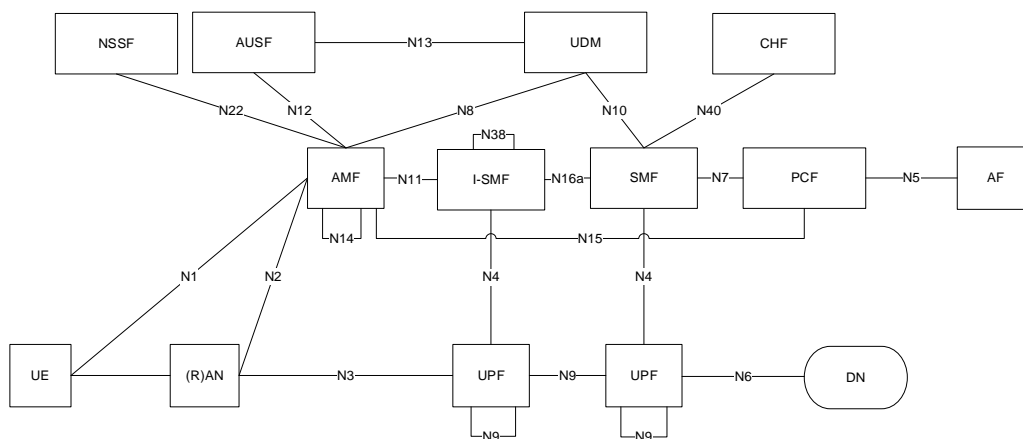 NSSF
AUSF
N13
UDM
CHF
N22
N12
N8
N10
N40
N38
AMF
N11
I-SMF
N16a
SMF
N7
PCF
N5
AF
N14
N15
N1
N2
N4
N4
UE
(R)AN
N3
UPF
N9
UPF
N6
DN
N9
N9